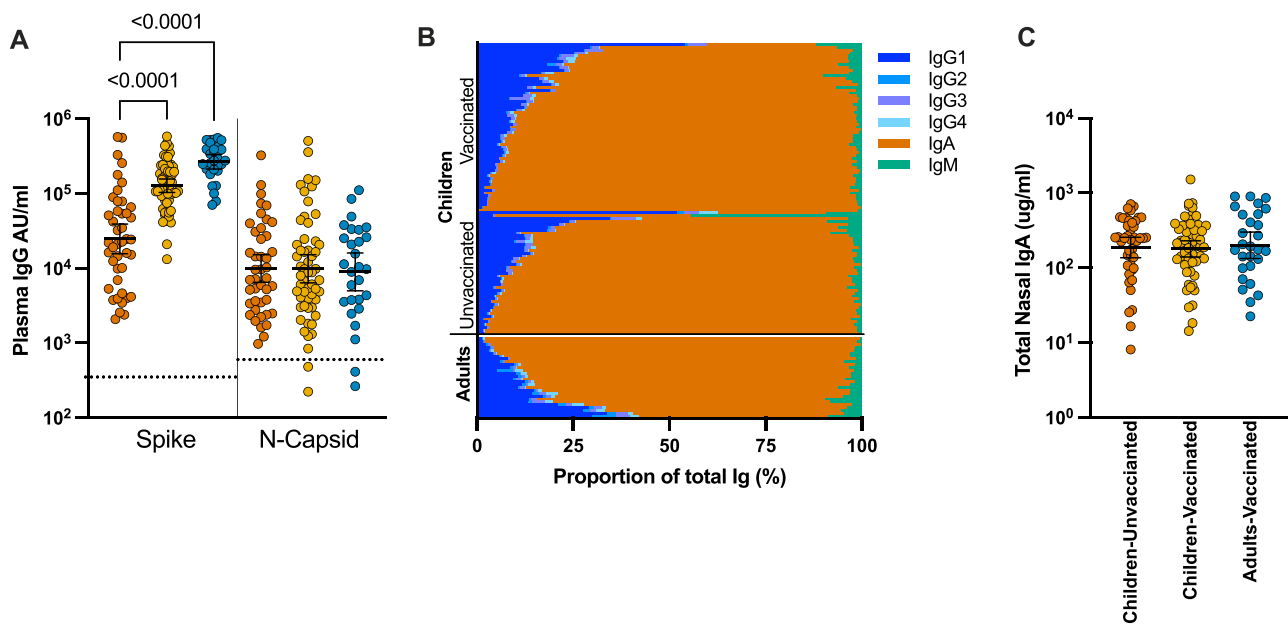 A
<0.0001
<0.0001
Plasma IgG AU/ml
10⁶
10⁵
10⁴
10³
10²
Spike
N-Capsid
B
Children
Vaccinated
Unvaccinated
Adults
0
25
50
75
100
Proportion of total Ig (%)
IgG1
IgG2
IgG3
IgG4
IgA
IgM
C
Total Nasal IgA (ug/ml)
10⁴
10³
10²
10¹
10⁰
Children-Unvaccianted
Children-Vaccinated
Adults-Vaccinated